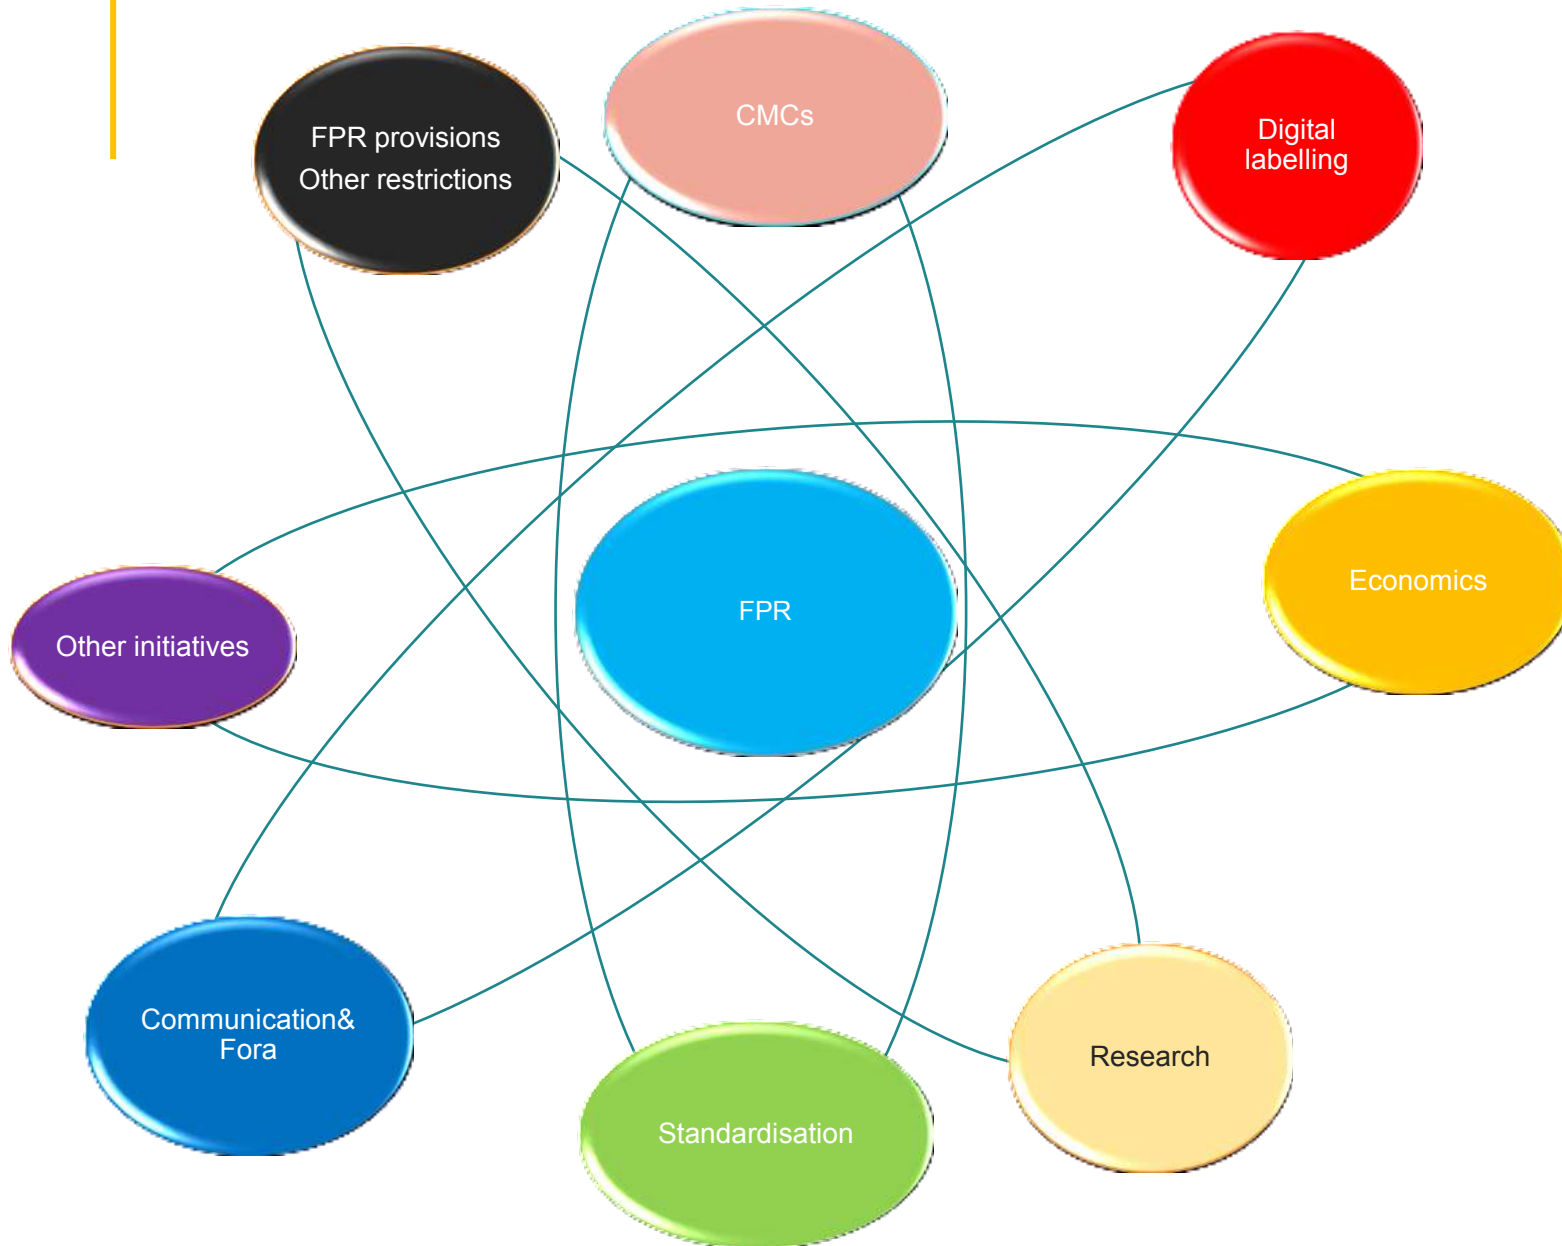 FPR provisions
Other restrictions
CMCs
Digital
labelling
FPR
Economics
Other initiatives
Communication&
Fora
Standardisation
Research